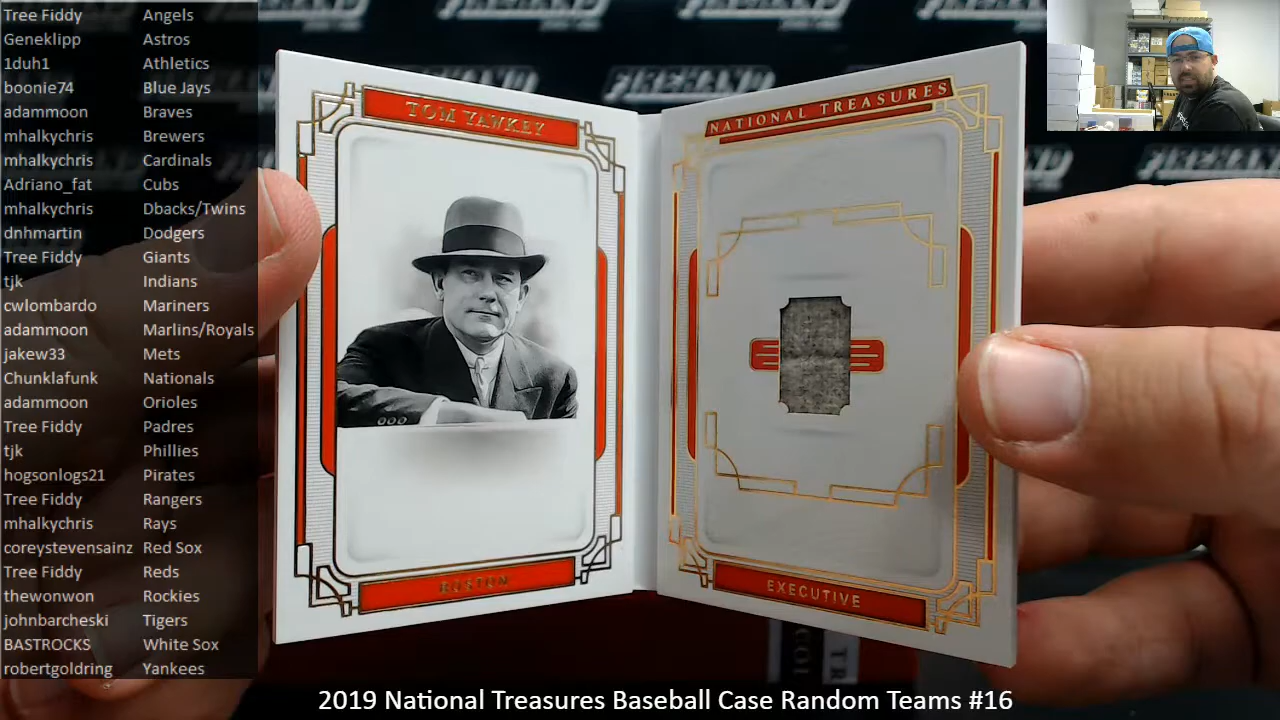 Tree Fiddy Angels
Geneklipp Astros
1duh1 Athletics
boonie74 Blue Jays
adammoon Braves
mhalkychris Brewers
mhalkychris Cardinals
Adriano_fat Cubs
mhalkychris Dbacks/Twins
dnhmartin Dodgers
Tree Fiddy Giants
tjk Indians
cwlombardo Mariners
adammoon Marlins/Royals
jakew33 Mets
Chunklafunk Nationals
adammoon Orioles
Tree Fiddy Padres
tjk Phillies
hogsonlogs21 Pirates
Tree Fiddy Rangers
mhalkychris Rays
coreystevensainz Red Sox
Tree Fiddy Reds
thewonwon Rockies
johnbarcheski Tigers
BASTROCKS White Sox
robertgoldring Yankees
TOM YAWKEY
BOSTON
NATIONAL TREASURES
EXECUTIVE
FIREHAND
2019 National Treasures Baseball Case Random Teams #16